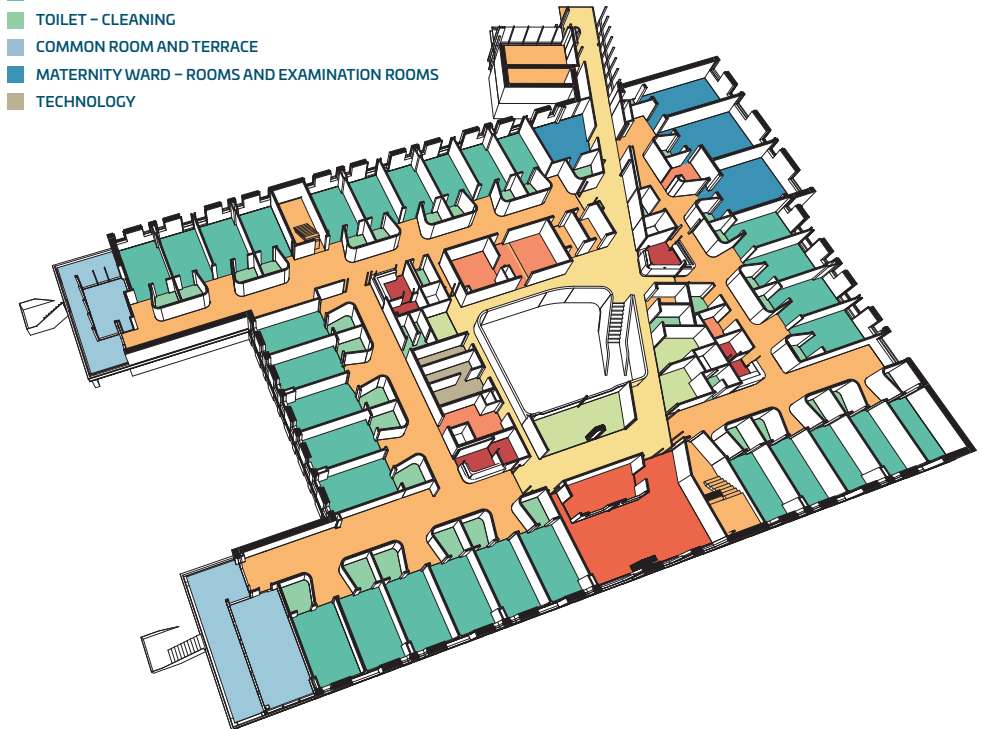 TOILET – CLEANING
COMMON ROOM AND TERRACE
MATERNITY WARD – ROOMS AND EXAMINATION ROOMS
TECHNOLOGY